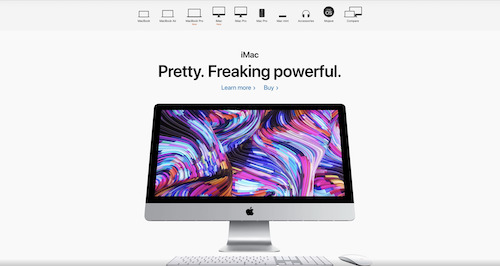 MacBook MacBook Air MacBook Pro iMac iMac Pro Mac Pro Mac mini Accessories Mojave Compare
iMac
Pretty. Freaking powerful.
Learn more › Buy ›